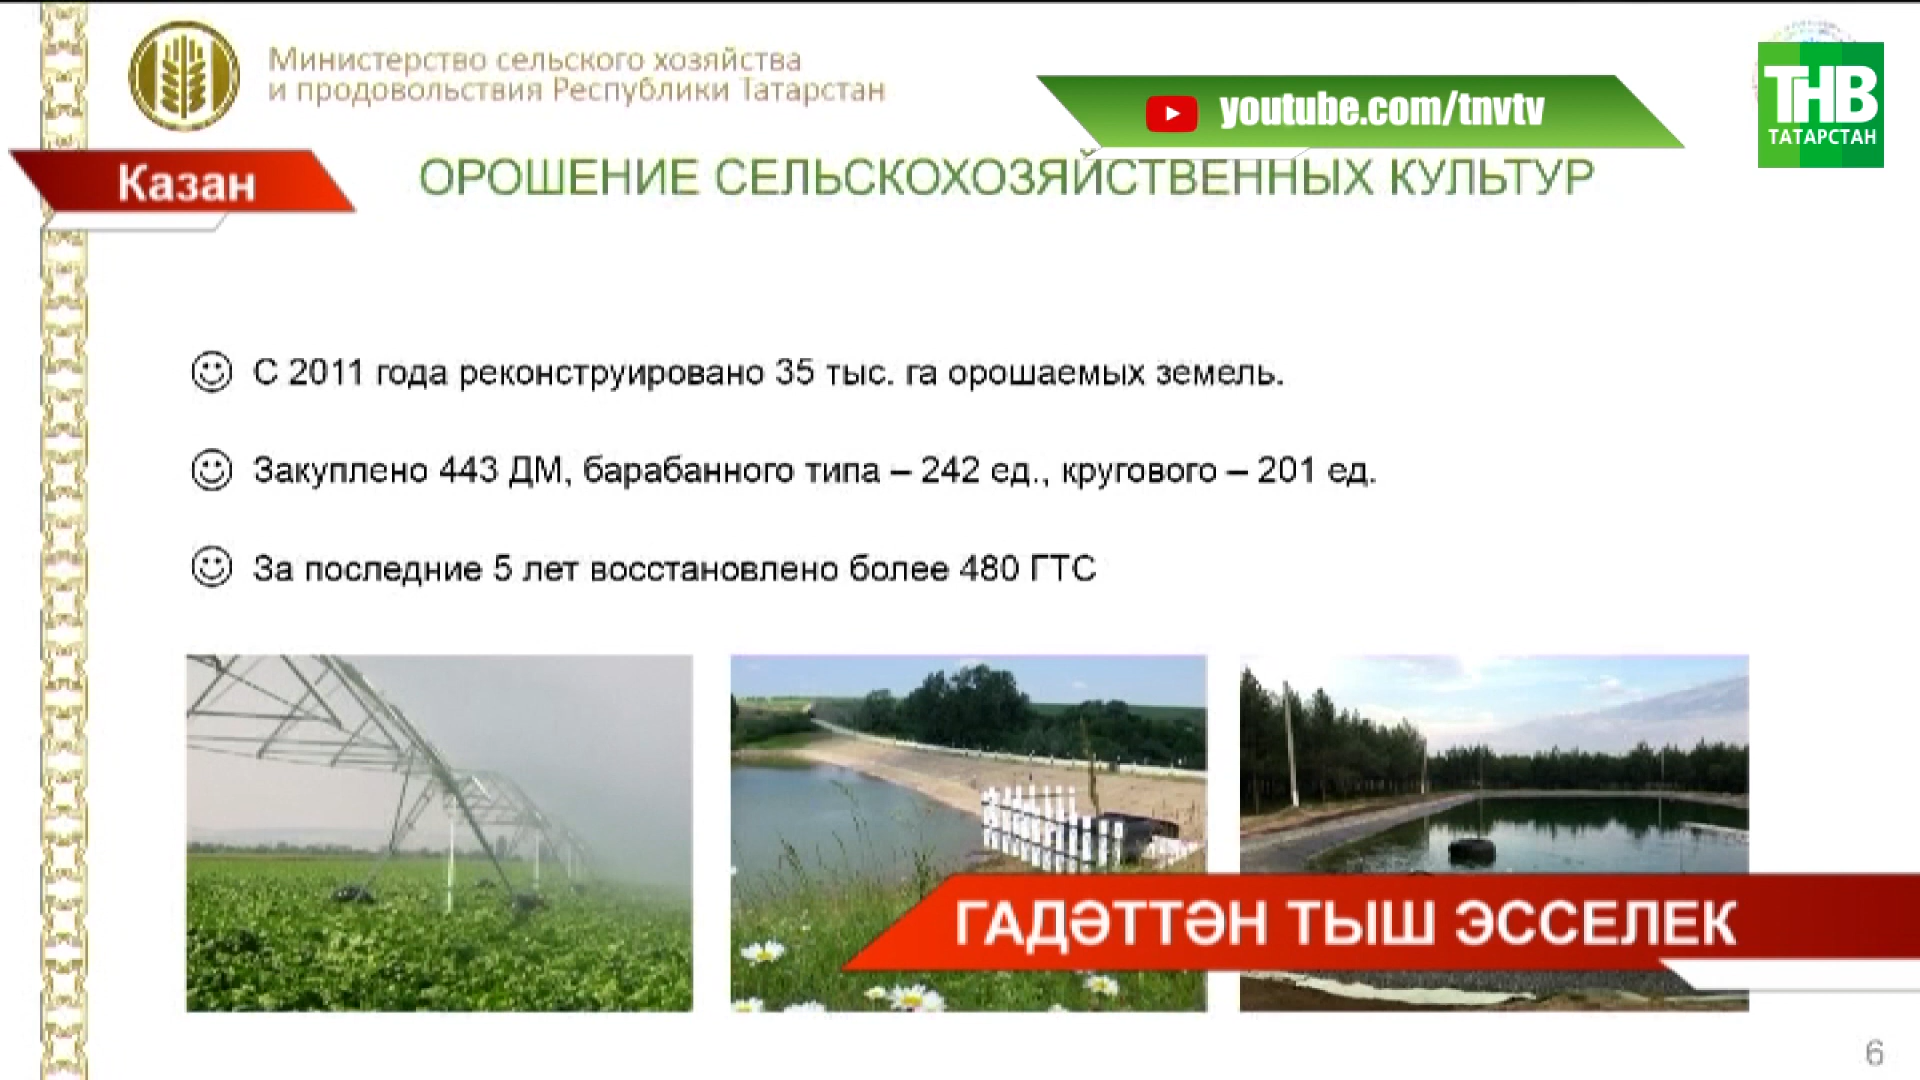 Министерство сельского хозяйства
и продовольствия Республики Татарстан
youtube.com/tnvtv
ТНВ
ТАТАРСТАН
Казан
ОРОШЕНИЕ СЕЛЬСКОХОЗЯЙСТВЕННЫХ КУЛЬТУР
С 2011 года реконструировано 35 тыс. га орошаемых земель.
Закуплено 443 ДМ, барабанного типа – 242 ед., кругового – 201 ед.
За последние 5 лет восстановлено более 480 ГТС
ГАДӘТТӘН ТЫШ ЭССЕЛЕК
6